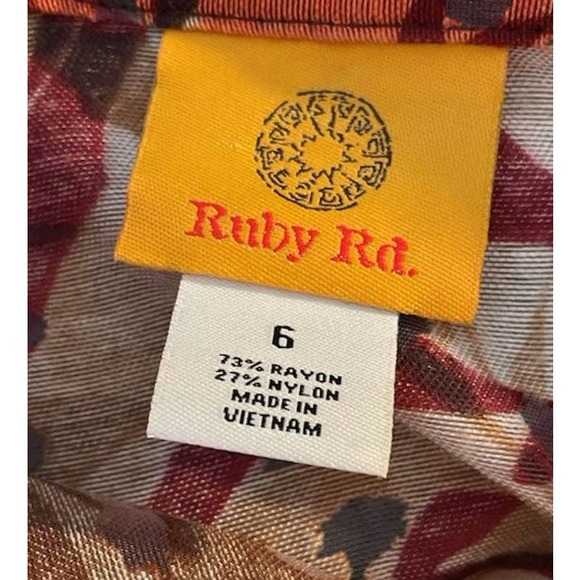 Ruby Rd.
6
73% RAYON
27% NYLON
MADE IN
VIETNAM